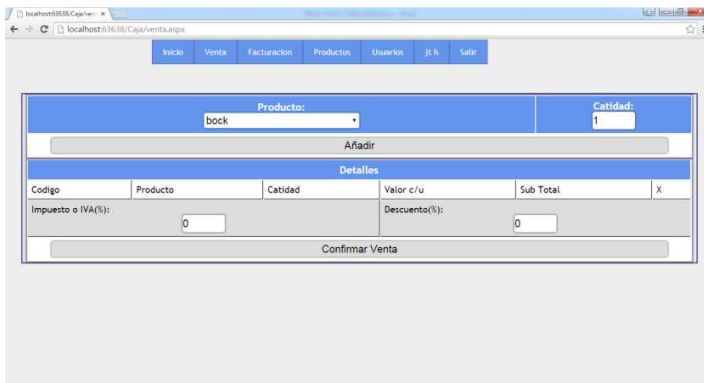 localhost:63638/Caja/ven
localhost:63638/Caja/venta.aspx
Inicio Venta Facturacion Productos Usuarios jt h Salir
Producto: Catidad:
bock 1
Añadir
Detalles
Codigo Producto Catidad Valor c/u Sub Total X
Impuesto o IVA(%): Descuento(%):
0 0
Confirmar Venta